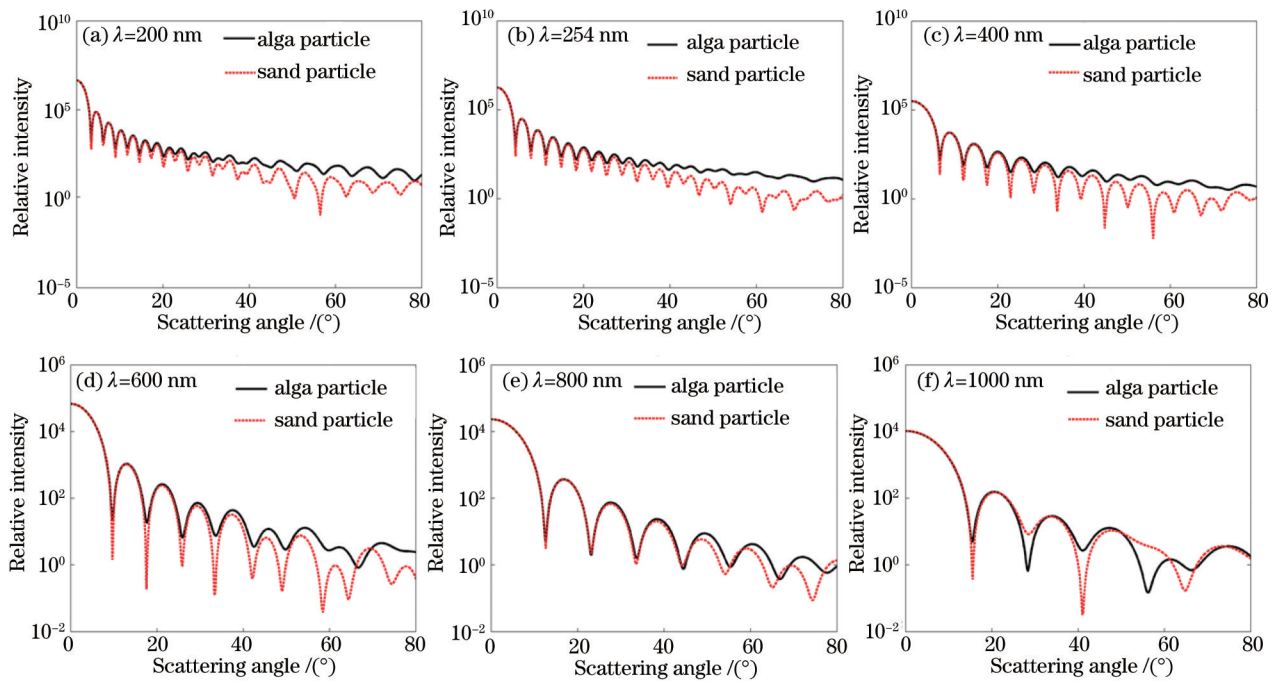 (a) λ=200 nm
alga particle
sand particle
10¹⁰
10⁵
10⁰
10⁻⁵
Relative intensity
0 20 40 60 80
Scattering angle /(°)
(b) λ=254 nm
alga particle
sand particle
10¹⁰
10⁵
10⁰
10⁻⁵
Relative intensity
0 20 40 60 80
Scattering angle /(°)
(c) λ=400 nm
alga particle
sand particle
10¹⁰
10⁵
10⁰
10⁻⁵
Relative intensity
0 20 40 60 80
Scattering angle /(°)
(d) λ=600 nm
alga particle
sand particle
10⁶
10⁴
10²
10⁰
10⁻²
Relative intensity
0 20 40 60 80
Scattering angle /(°)
(e) λ=800 nm
alga particle
sand particle
10⁶
10⁴
10²
10⁰
10⁻²
Relative intensity
0 20 40 60 80
Scattering angle /(°)
(f) λ=1000 nm
alga particle
sand particle
10⁶
10⁴
10²
10⁰
10⁻²
Relative intensity
0 20 40 60 80
Scattering angle /(°)